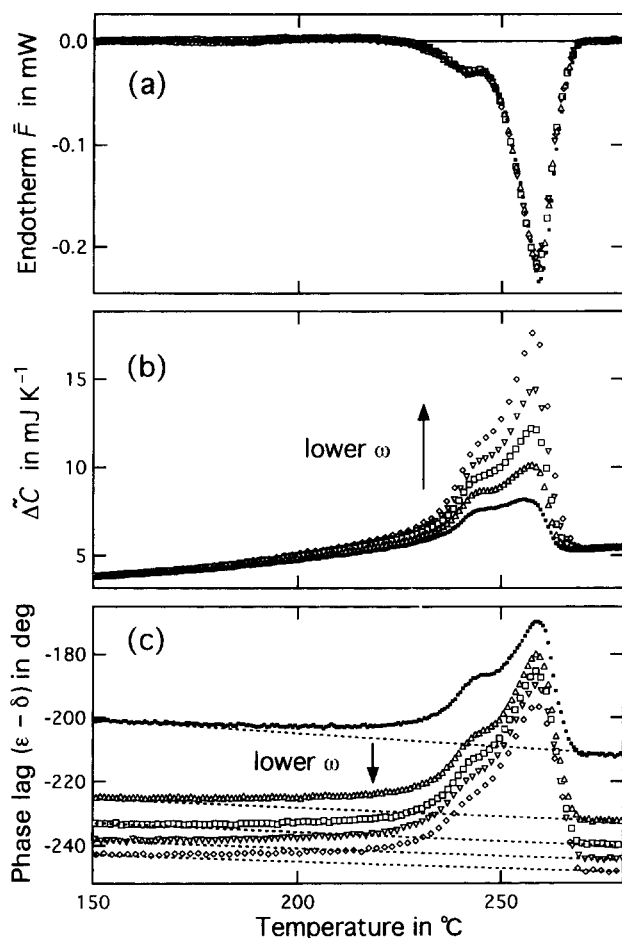 0.0
-0.1
-0.2
Endotherm F̄ in mW
(a)
15
10
5
ΔC̃ in mJ K⁻¹
(b)
lower ω
-180
-200
-220
-240
Phase lag (ε − δ) in deg
(c)
lower ω
150
200
250
Temperature in °C